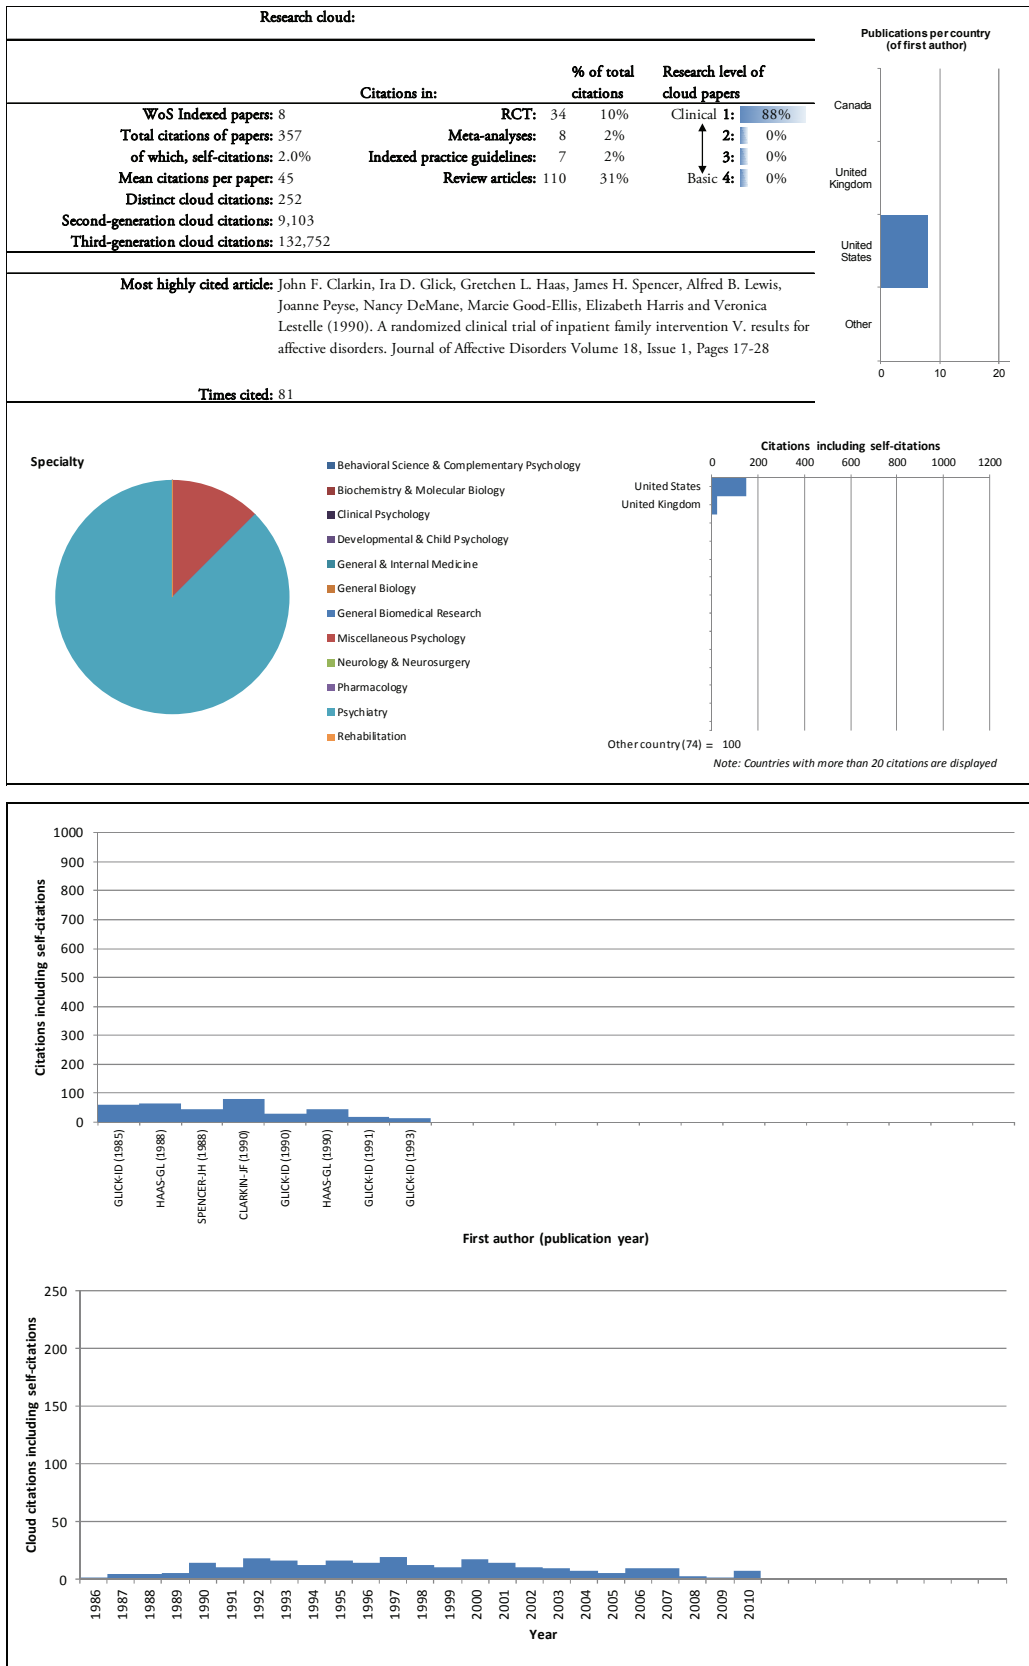 Research cloud:
Citations in:
% of total citations
Research level of cloud papers
WoS Indexed papers: 8
RCT: 34 10%
Clinical 1: 88%
Total citations of papers: 357
Meta-analyses: 8 2%
2: 0%
of which, self-citations: 2.0%
Indexed practice guidelines: 7 2%
3: 0%
Mean citations per paper: 45
Review articles: 110 31%
Basic 4: 0%
Distinct cloud citations: 252
Second-generation cloud citations: 9,103
Third-generation cloud citations: 132,752
Most highly cited article: John F. Clarkin, Ira D. Glick, Gretchen L. Haas, James H. Spencer, Alfred B. Lewis,
Joanne Peyse, Nancy DeMane, Marcie Good-Ellis, Elizabeth Harris and Veronica
Lestelle (1990). A randomized clinical trial of inpatient family intervention V. results for
affective disorders. Journal of Affective Disorders Volume 18, Issue 1, Pages 17-28
Times cited: 81
Publications per country
(of first author)
Canada
United
Kingdom
United
States
Other
0 10 20
Specialty
Behavioral Science & Complementary Psychology
Biochemistry & Molecular Biology
Clinical Psychology
Developmental & Child Psychology
General & Internal Medicine
General Biology
General Biomedical Research
Miscellaneous Psychology
Neurology & Neurosurgery
Pharmacology
Psychiatry
Rehabilitation
Citations including self-citations
0 200 400 600 800 1000 1200
United States
United Kingdom
Other country (74) = 100
Note: Countries with more than 20 citations are displayed
Citations including self-citations
1000
900
800
700
600
500
400
300
200
100
0
GLICK-ID (1985)
HAAS-GL (1988)
SPENCER-JH (1988)
CLARKIN-JF (1990)
GLICK-ID (1990)
HAAS-GL (1990)
GLICK-ID (1991)
GLICK-ID (1993)
First author (publication year)
Cloud citations including self-citations
250
200
150
100
50
0
1986
1987
1988
1989
1990
1991
1992
1993
1994
1995
1996
1997
1998
1999
2000
2001
2002
2003
2004
2005
2006
2007
2008
2009
2010
Year